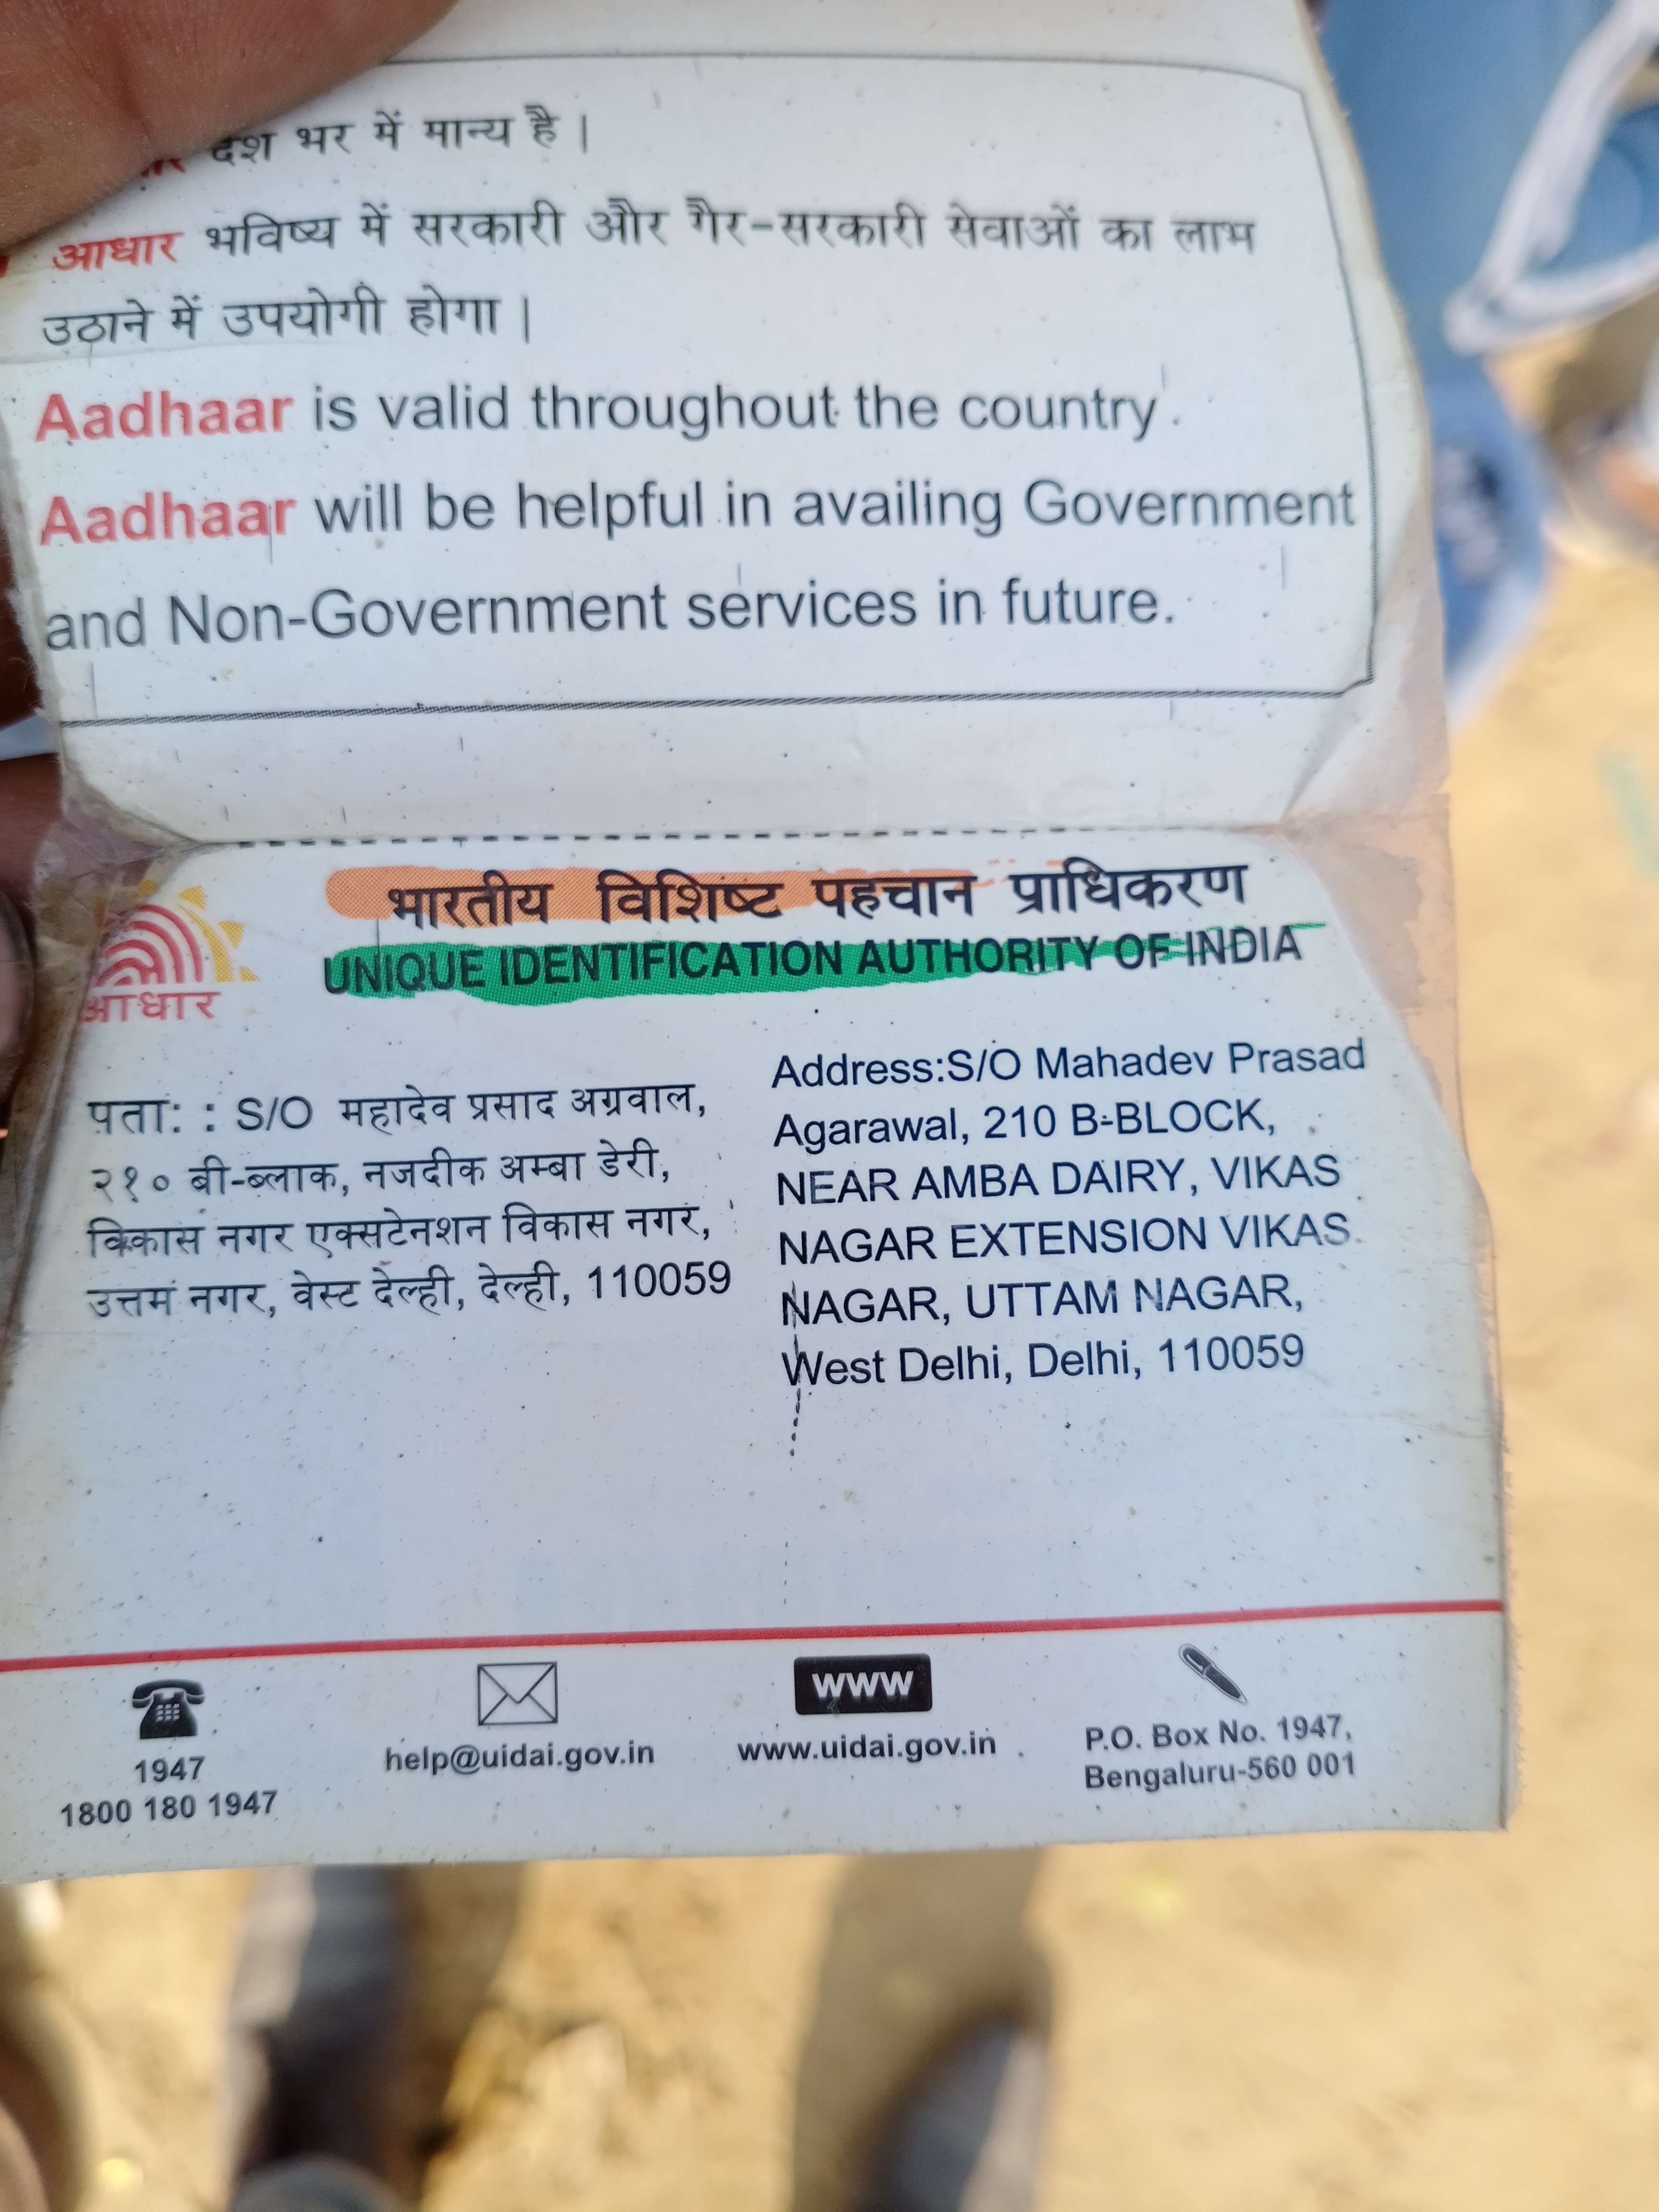 देश भर में मान्य है |
आधार भविष्य में सरकारी और गैर-सरकारी सेवाओं का लाभ
उठाने में उपयोगी होगा |
Aadhaar is valid throughout the country.
Aadhaar will be helpful in availing Government
and Non-Government services in future.
भारतीय विशिष्ट पहचान प्राधिकरण
UNIQUE IDENTIFICATION AUTHORITY OF INDIA
आधार
पता: : S/O महादेव प्रसाद अग्रवाल,
२१० बी-ब्लाक, नजदीक अम्बा डेरी,
विकास नगर एक्सटेनशन विकास नगर,
उत्तम नगर, वेस्ट देल्ही, देल्ही, 110059
Address:S/O Mahadev Prasad
Agarawal, 210 B-BLOCK,
NEAR AMBA DAIRY, VIKAS
NAGAR EXTENSION VIKAS
NAGAR, UTTAM NAGAR,
West Delhi, Delhi, 110059
1947
1800 180 1947
help@uidai.gov.in
www
www.uidai.gov.in
P.O. Box No. 1947,
Bengaluru-560 001